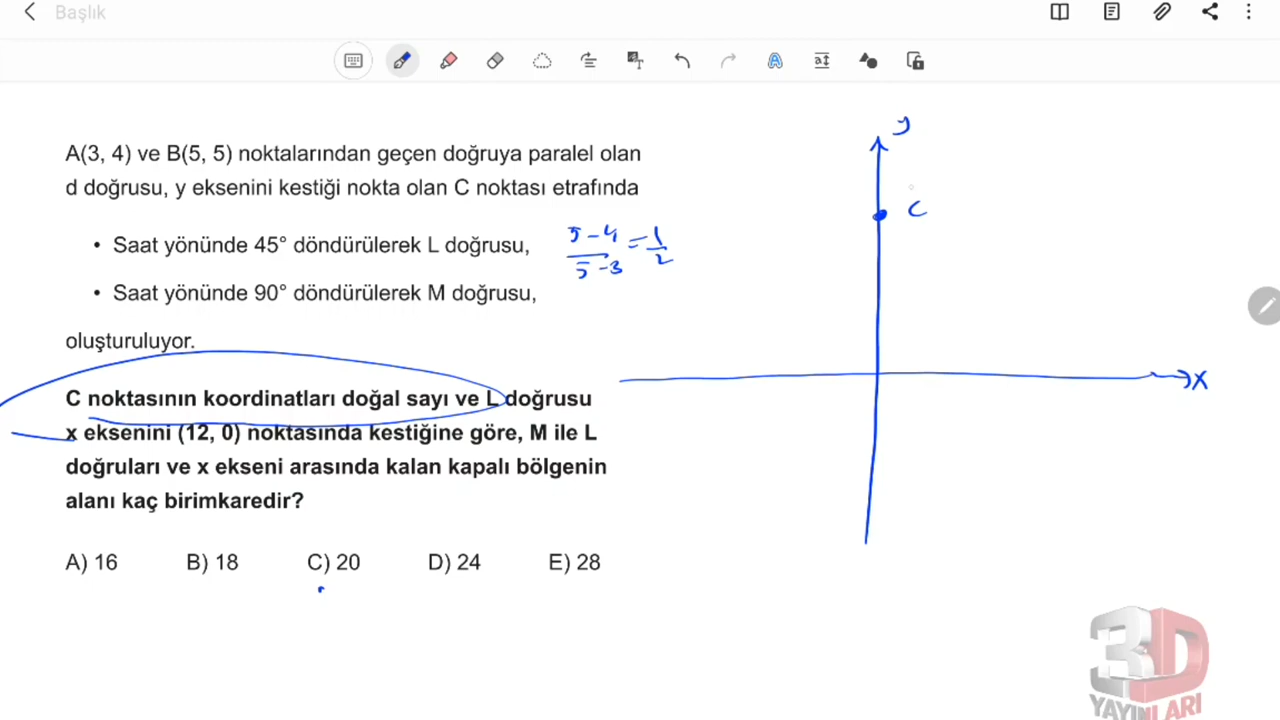 Başlık
A(3, 4) ve B(5, 5) noktalarından geçen doğruya paralel olan
d doğrusu, y eksenini kestiği nokta olan C noktası etrafında
• Saat yönünde 45° döndürülerek L doğrusu,
5-4/5-3 = 1/2
• Saat yönünde 90° döndürülerek M doğrusu,
oluşturuluyor.
C noktasının koordinatları doğal sayı ve L doğrusu
x eksenini (12, 0) noktasında kestiğine göre, M ile L
doğruları ve x ekseni arasında kalan kapalı bölgenin
alanı kaç birimkaredir?
A) 16 B) 18 C) 20 D) 24 E) 28
y
C
x
3D
YAYINLARI